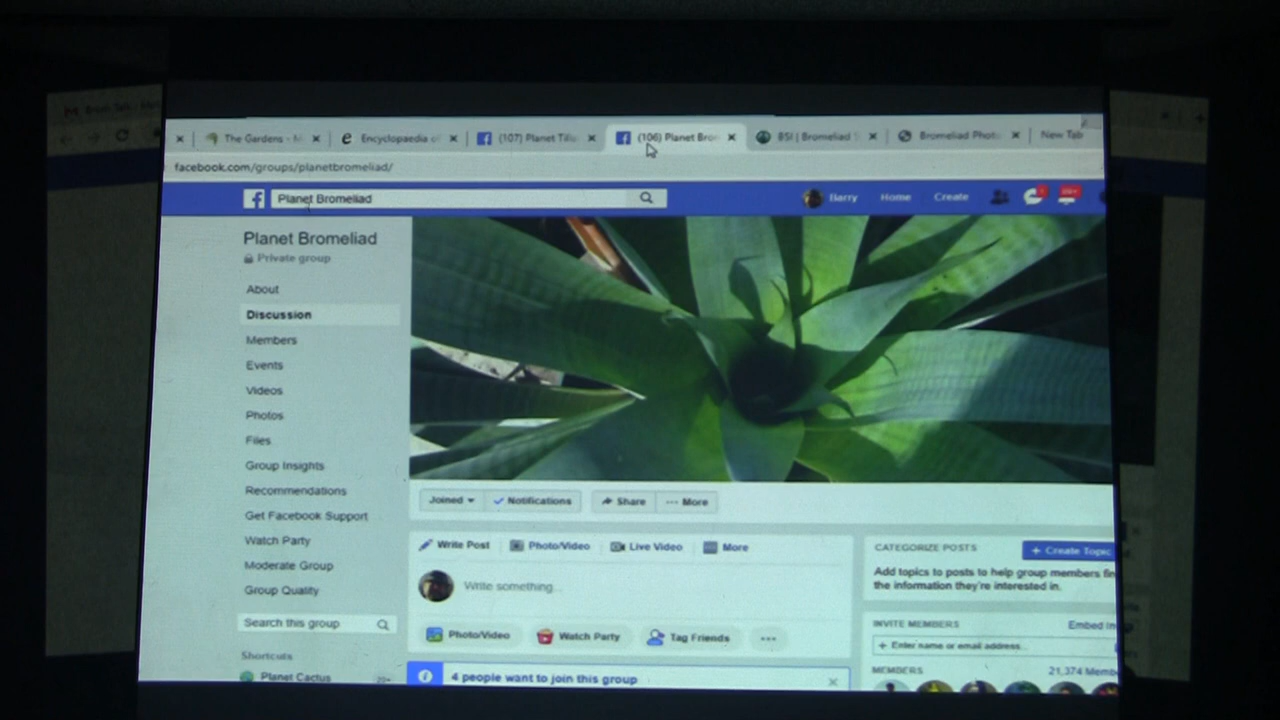 The Gardens - M
Encyclopaedia of
(107) Planet Tilla
(106) Planet Bron
BSI | Bromeliad S
Bromeliad Phot
New Tab
facebook.com/groups/planetbromeliad/
Planet Bromeliad
Barry
Home
Create
Planet Bromeliad
Private group
About
Discussion
Members
Events
Videos
Photos
Files
Group Insights
Recommendations
Get Facebook Support
Watch Party
Moderate Group
Group Quality
Search this group
Shortcuts
Planet Cactus
20+
Joined
Notifications
Share
More
Write Post
Photo/Video
Live Video
More
Write something...
Photo/Video
Watch Party
Tag Friends
4 people want to join this group
CATEGORIZE POSTS
+ Create Topic
Add topics to posts to help group members fin
the information they're interested in.
INVITE MEMBERS
Embed In
+ Enter name or email address...
MEMBERS
21,374 Memb